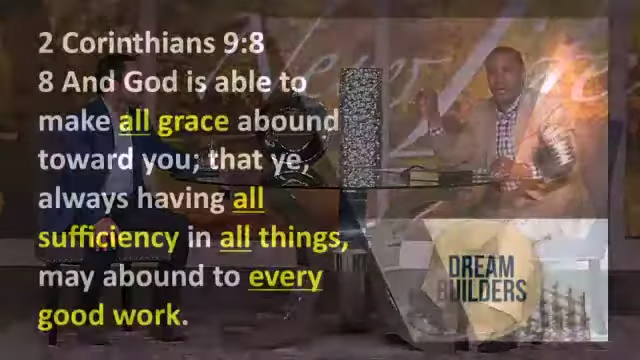 2 Corinthians 9:8
8 And God is able to
make all grace abound
toward you; that ye,
always having all
sufficiency in all things,
may abound to every
good work.
DREAM
BUILDERS